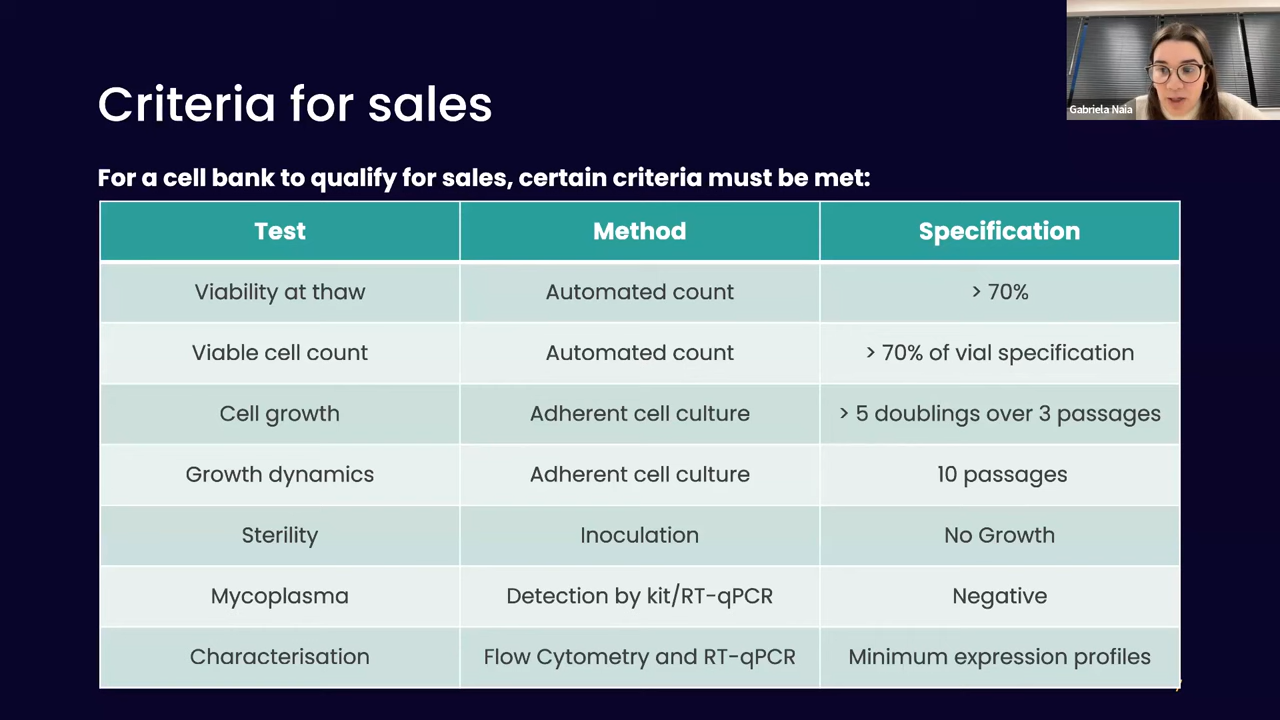 Criteria for sales
Gabriela Naia
For a cell bank to qualify for sales, certain criteria must be met:
Test Method Specification
Viability at thaw Automated count > 70%
Viable cell count Automated count > 70% of vial specification
Cell growth Adherent cell culture > 5 doublings over 3 passages
Growth dynamics Adherent cell culture 10 passages
Sterility Inoculation No Growth
Mycoplasma Detection by kit/RT-qPCR Negative
Characterisation Flow Cytometry and RT-qPCR Minimum expression profiles